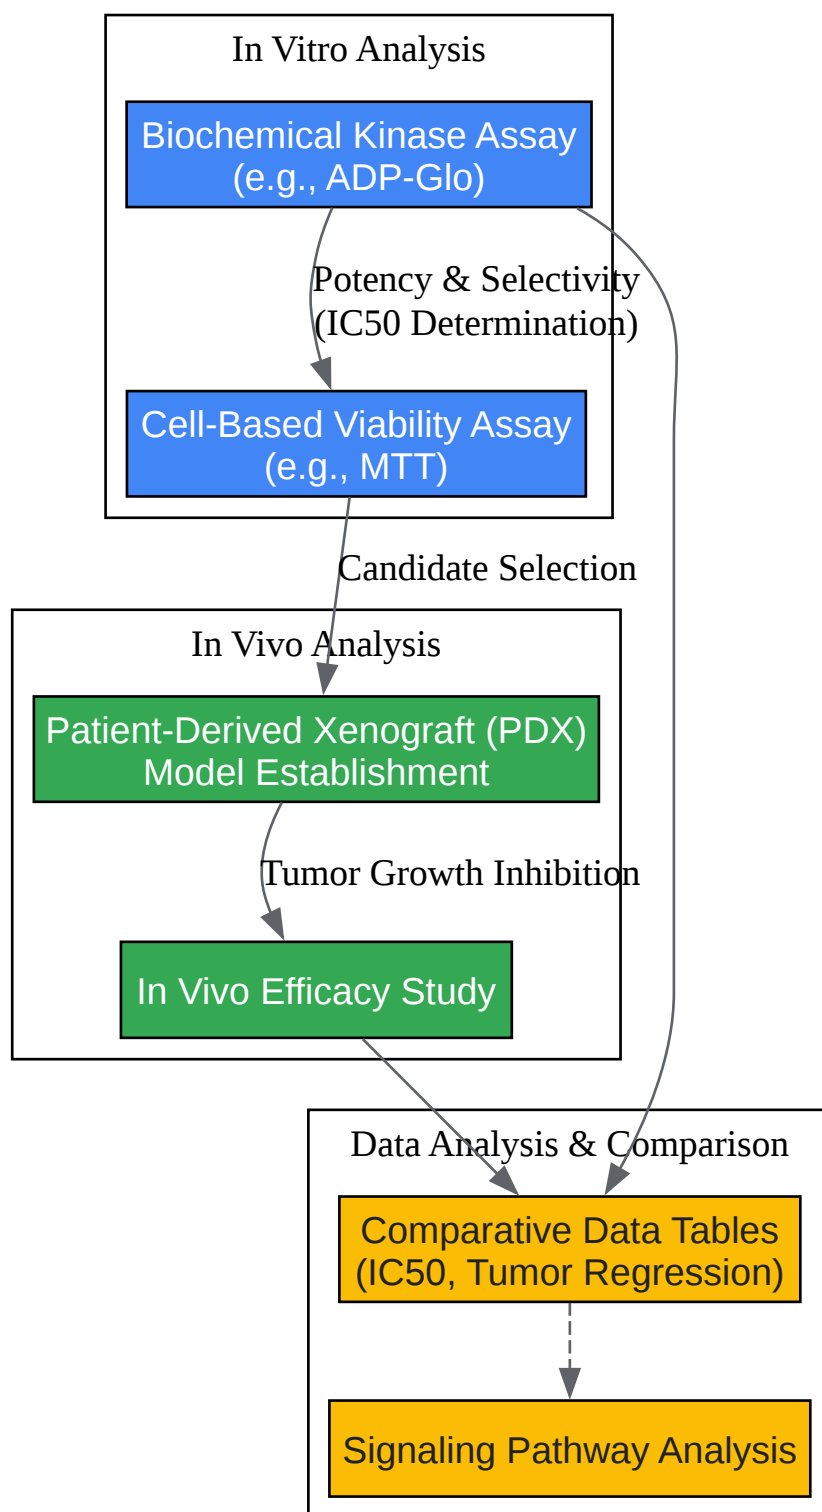 In Vitro Analysis
Biochemical Kinase Assay
(e.g., ADP-Glo)
Potency & Selectivity
(IC50 Determination)
Cell-Based Viability Assay
(e.g., MTT)
Candidate Selection
In Vivo Analysis
Patient-Derived Xenograft (PDX)
Model Establishment
Tumor Growth Inhibition
In Vivo Efficacy Study
Data Analysis & Comparison
Comparative Data Tables
(IC50, Tumor Regression)
Signaling Pathway Analysis